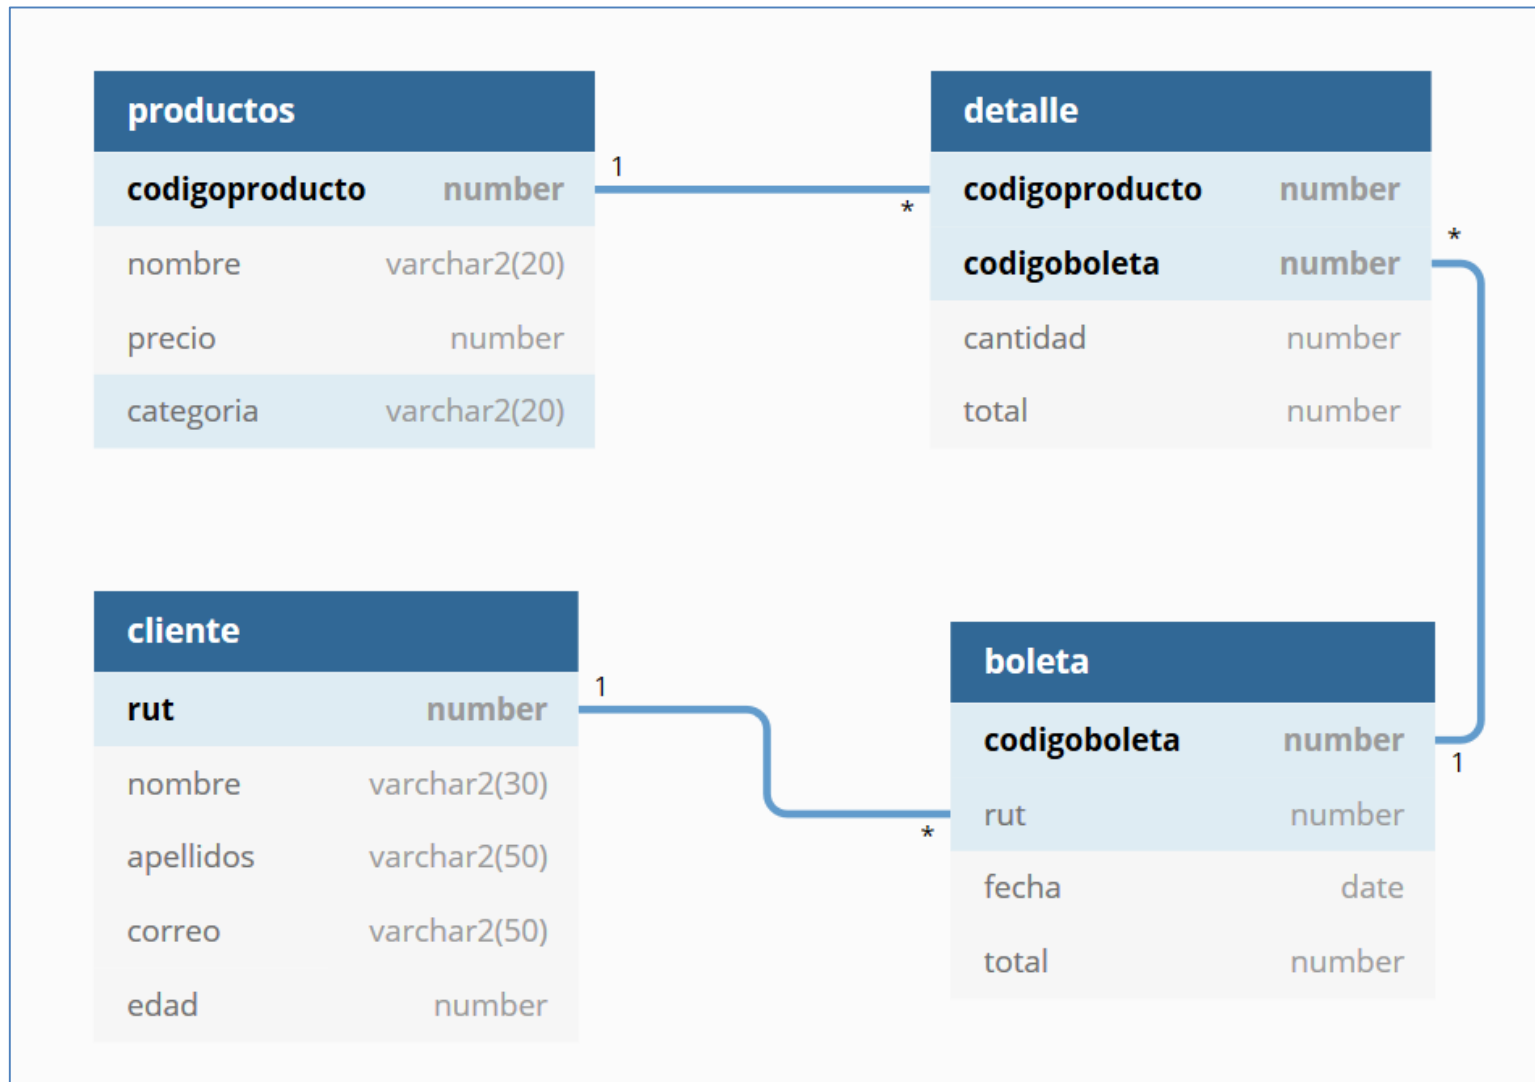 productos
codigoproducto number
nombre varchar2(20)
precio number
categoria varchar2(20)
1
*
detalle
codigoproducto number
codigoboleta number
cantidad number
total number
*
cliente
rut number
nombre varchar2(30)
apellidos varchar2(50)
correo varchar2(50)
edad number
1
*
boleta
codigoboleta number
rut number
fecha date
total number
1